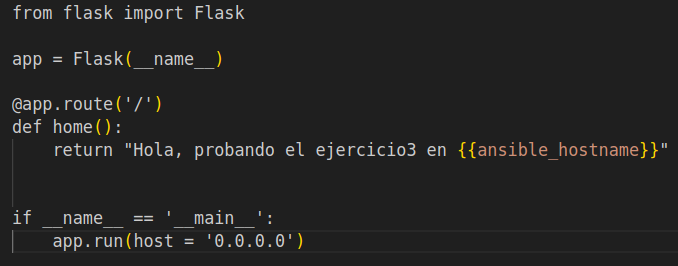 from flask import Flask
app = Flask(__name__)
@app.route('/')
def home():
    return "Hola, probando el ejercicio3 en {{ansible_hostname}}"
if __name__ == '__main__':
    app.run(host = '0.0.0.0')